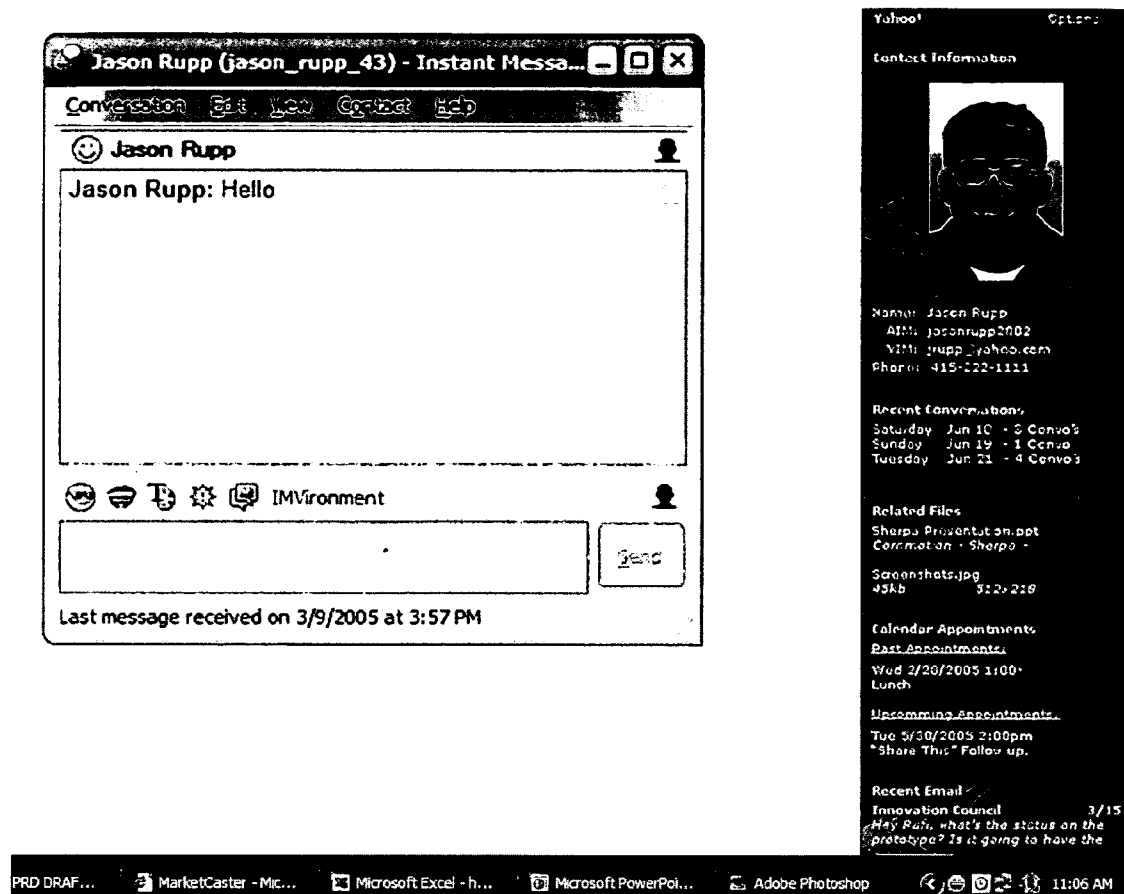 Jason Rupp (jason_rupp_43) - Instant Messa...
Conversation Edit View Contact Help
Jason Rupp
Jason Rupp: Hello
IMVironment
Send
Last message received on 3/9/2005 at 3:57 PM
Yahoo! Options
Contact Information
Name: Jason Rupp
AIM: jasonrupp2002
YIM:
Phone: 415-222-1111
Recent Conversations
Saturday Jun - Convo's
Sunday Jun 19 - 1 Convo
Tuesday Jun 21 - 4 Convo's
Related Files
Sherpa Presentation.ppt
- Sherpa -
Screenshots.jpg
45kb
Calendar Appointments
Past Appointments:
Wed 2/20/2005
Lunch
Upcomming Appointments:
Tue 5/30/2005 2:00pm
"Share This" Follow up.
Recent Email
Innovation Council 3/15
Hey Rafi, what's the status on the
prototype? Is it going to have the
PRD DRAF... MarketCaster - Mic... Microsoft Excel - h... Microsoft PowerPoi... Adobe Photoshop 11:06 AM